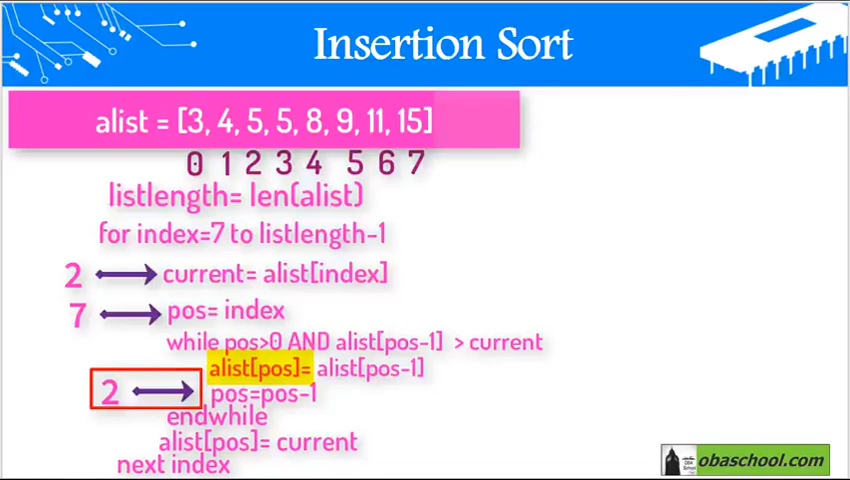 Insertion Sort
alist = [3, 4, 5, 5, 8, 9, 11, 15]
0 1 2 3 4 5 6 7
listlength= len(alist)
for index=7 to listlength-1
2 current= alist[index]
7 pos= index
while pos>0 AND alist[pos-1] > current
alist[pos]= alist[pos-1]
2 pos=pos-1
endwhile
alist[pos]= current
next index
obaschool.com